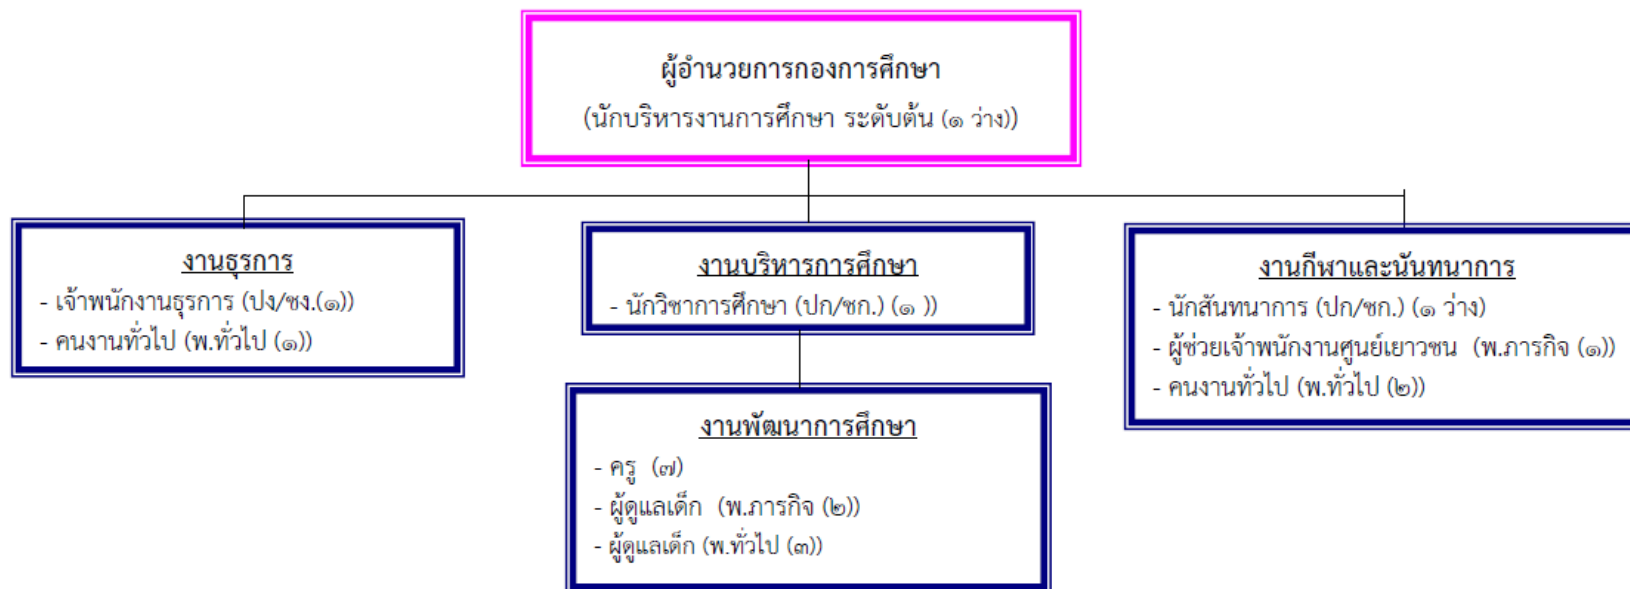 ผู้อำนวยการกองการศึกษา
(นักบริหารงานการศึกษา ระดับต้น (๑ ว่าง))
งานธุรการ
- เจ้าพนักงานธุรการ (ปง/ชง.(๑))
- คนงานทั่วไป (พ.ทั่วไป (๑))
งานบริหารการศึกษา
- นักวิชาการศึกษา (ปก/ชก.) (๑ ))
งานกีฬาและนันทนาการ
- นักสันทนาการ (ปก/ชก.) (๑ ว่าง)
- ผู้ช่วยเจ้าพนักงานศูนย์เยาวชน (พ.ภารกิจ (๑))
- คนงานทั่วไป (พ.ทั่วไป (๒))
งานพัฒนาการศึกษา
- ครู (๗)
- ผู้ดูแลเด็ก (พ.ภารกิจ (๒))
- ผู้ดูแลเด็ก (พ.ทั่วไป (๓))